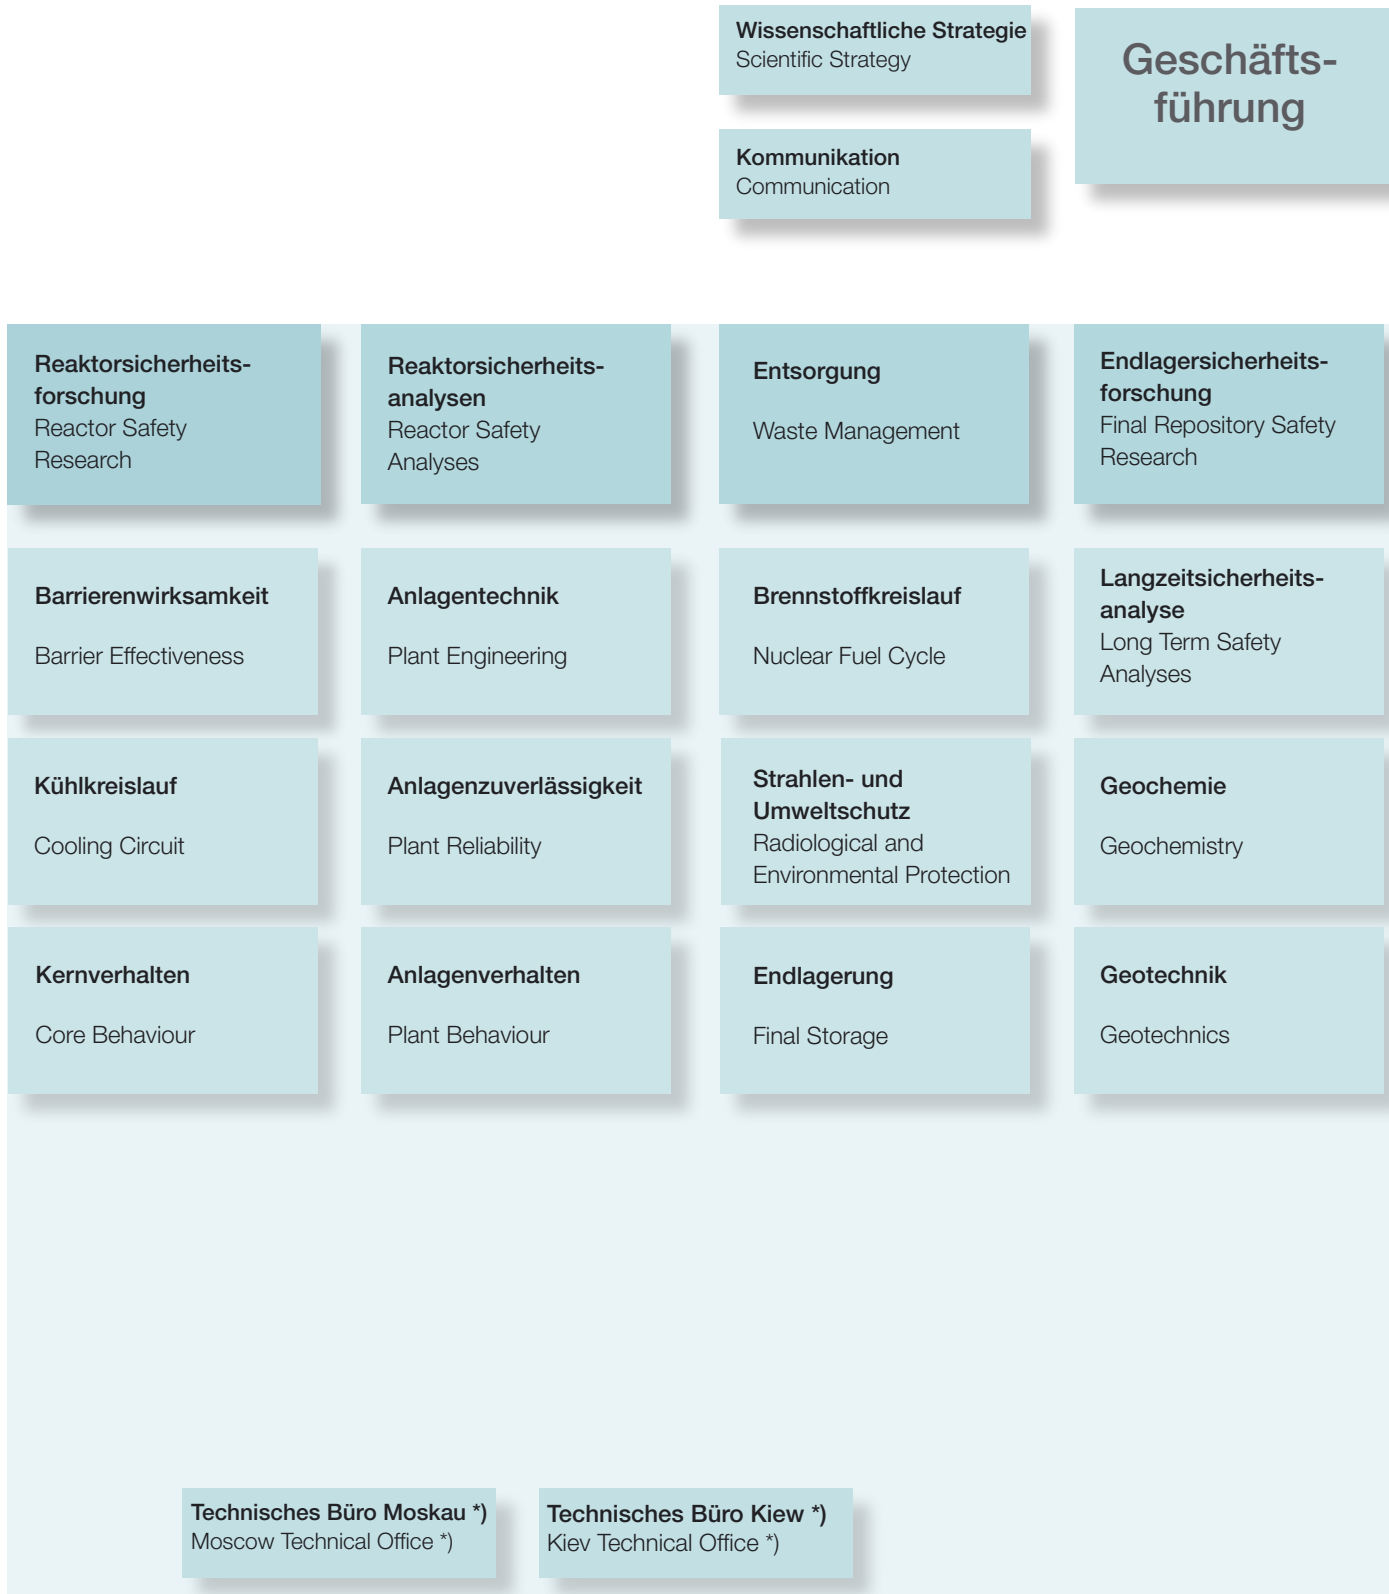 Wissenschaftliche Strategie
Scientific Strategy
Geschäfts-
führung
Kommunikation
Communication
Reaktorsicherheits-
forschung
Reactor Safety
Research
Reaktorsicherheits-
analysen
Reactor Safety
Analyses
Entsorgung
Waste Management
Endlagersicherheits-
forschung
Final Repository Safety
Research
Barrierenwirksamkeit
Barrier Effectiveness
Anlagentechnik
Plant Engineering
Brennstoffkreislauf
Nuclear Fuel Cycle
Langzeitsicherheits-
analyse
Long Term Safety
Analyses
Kühlkreislauf
Cooling Circuit
Anlagenzuverlässigkeit
Plant Reliability
Strahlen- und
Umweltschutz
Radiological and
Environmental Protection
Geochemie
Geochemistry
Kernverhalten
Core Behaviour
Anlagenverhalten
Plant Behaviour
Endlagerung
Final Storage
Geotechnik
Geotechnics
Technisches Büro Moskau *)
Moscow Technical Office *)
Technisches Büro Kiew *)
Kiev Technical Office *)